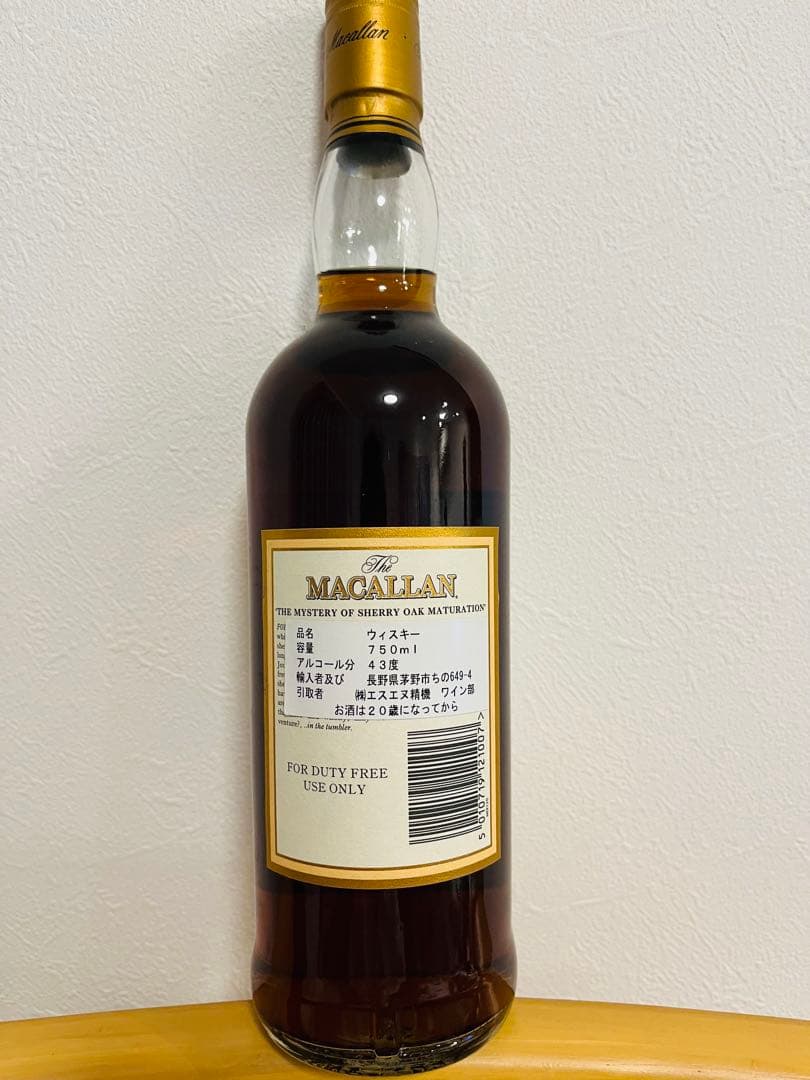 Macallan
The
MACALLAN
"THE MYSTERY OF SHERRY OAK MATURATION"
品名 ウィスキー
容量 750ml
アルコール分 43度
輸入者及び 長野県茅野市ちの649-4
引取者 ㈱エスエヌ精機 ワイン部
お酒は20歳になってから
venture?, ..in the tumbler.
FOR DUTY FREE
USE ONLY
5 010719 121007 >